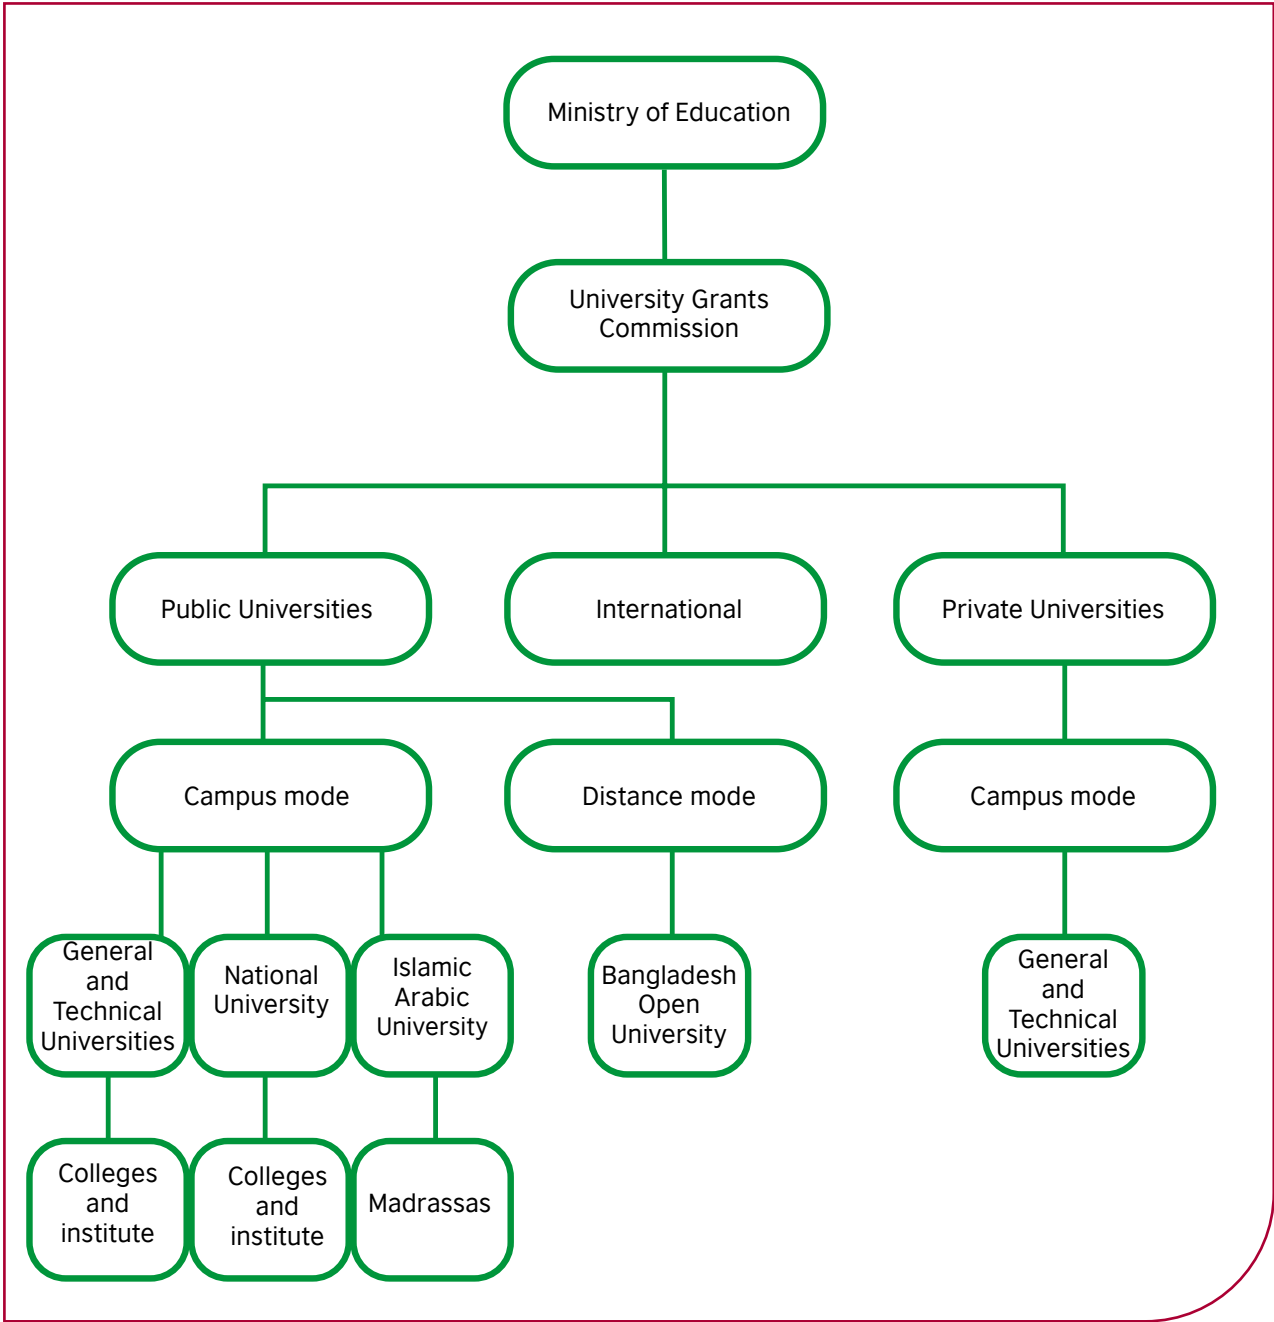 Ministry of Education
University Grants
Commission
Public Universities
International
Private Universities
Campus mode
Distance mode
Campus mode
General
and
Technical
Universities
National
University
Islamic
Arabic
University
Bangladesh
Open
University
General
and
Technical
Universities
Colleges
and
institute
Colleges
and
institute
Madrassas